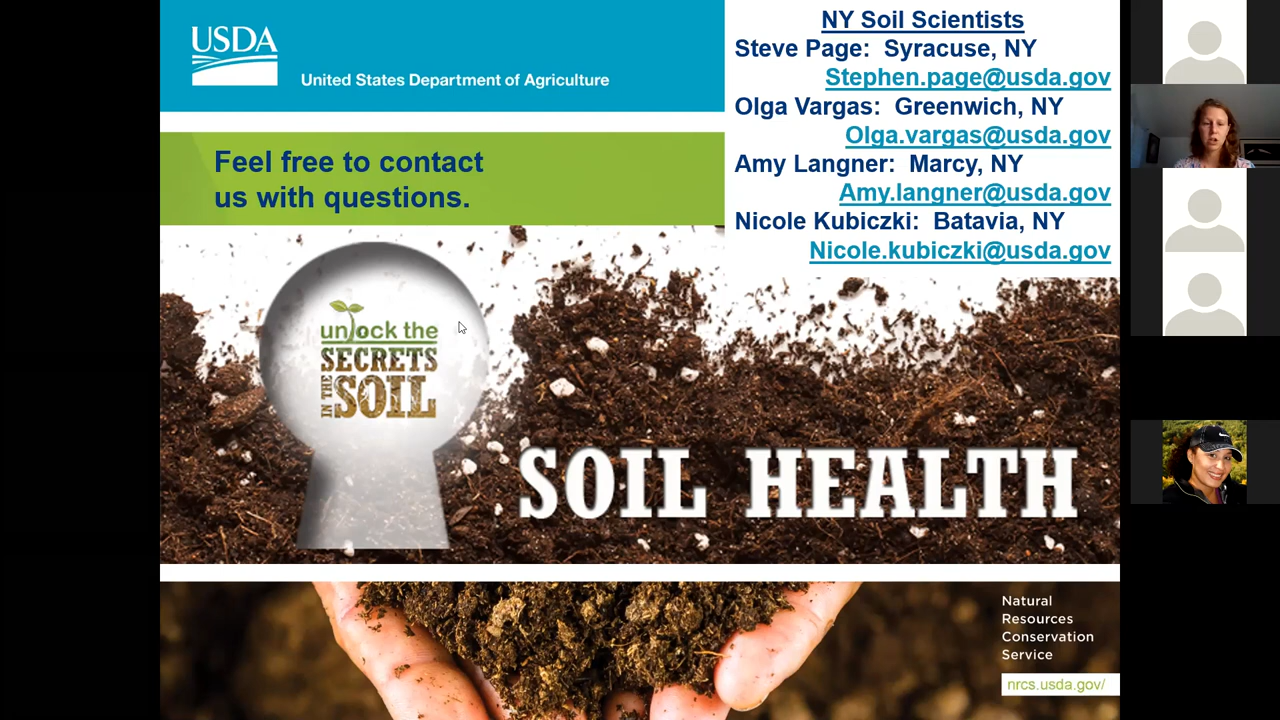 USDA
United States Department of Agriculture
Feel free to contact
us with questions.
NY Soil Scientists
Steve Page:  Syracuse, NY
Stephen.page@usda.gov
Olga Vargas:  Greenwich, NY
Olga.vargas@usda.gov
Amy Langner:  Marcy, NY
Amy.langner@usda.gov
Nicole Kubiczki:  Batavia, NY
Nicole.kubiczki@usda.gov
unlock the
SECRETS
IN THE SOIL
SOIL HEALTH
Natural
Resources
Conservation
Service
nrcs.usda.gov/